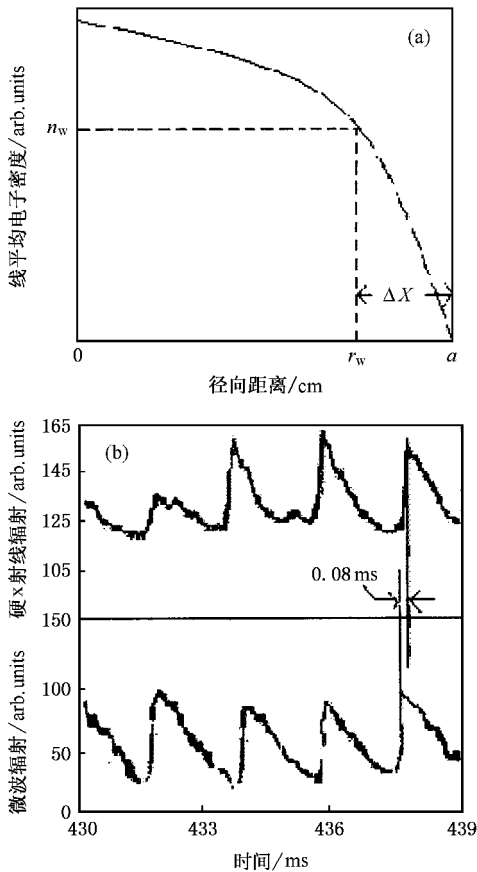 (a)
线平均电子密度/arb.units
n_w
ΔX
0 r_w a
径向距离/cm
(b)
硬x射线辐射/arb.units
165
145
125
105
0.08ms
150
微波辐射/arb.units
100
50
0
430 433 436 439
时间/ms